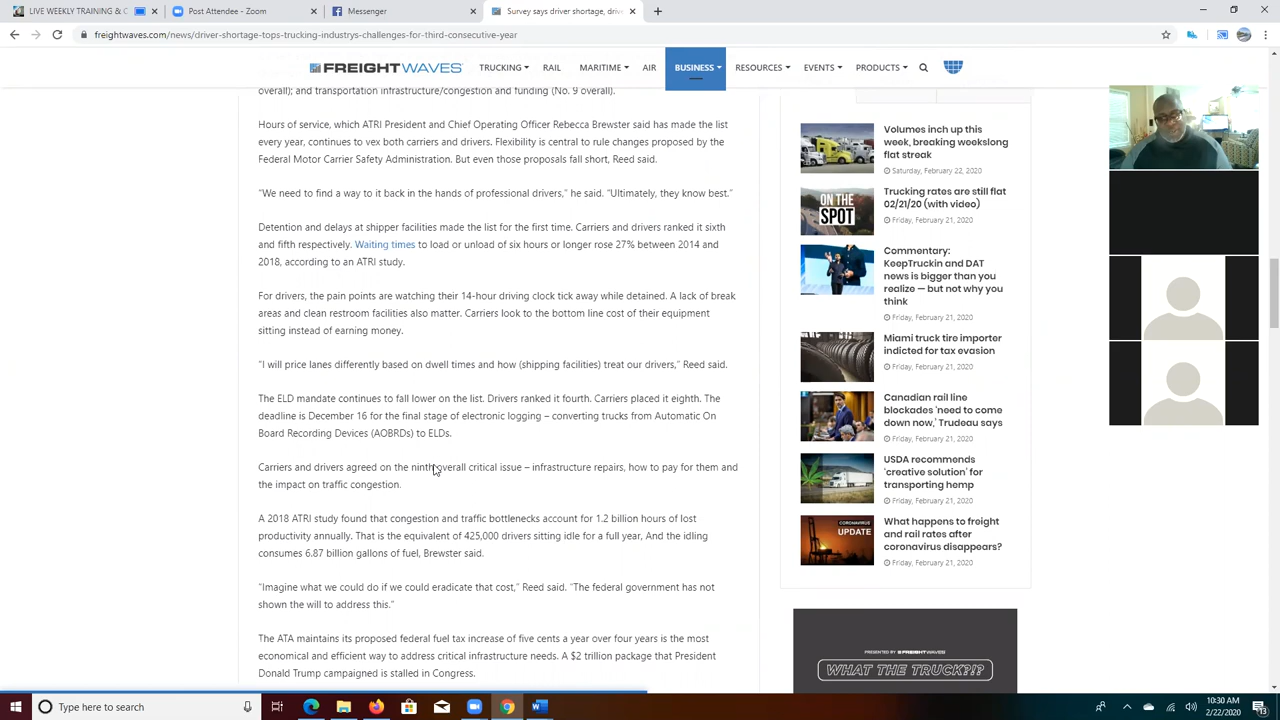 LIVE WEEKLY TRAINING & C
Post Attendee - Zoom
Messenger
Survey says driver shortage tops
freightwaves.com/news/driver-shortage-tops-trucking-industrys-challenges-for-third-consecutive-year
FREIGHTWAVES TRUCKING RAIL MARITIME AIR BUSINESS RESOURCES EVENTS PRODUCTS
overall); and transportation infrastructure/congestion and funding (No. 9 overall).
Hours of service, which ATRI President and Chief Operating Officer Rebecca Brewster said has made the list
every year, continues to vex both carriers and drivers. Flexibility is central to rule changes proposed by the
Federal Motor Carrier Safety Administration. But even those proposals fall short, Reed said.
"We need to find a way to it back in the hands of professional drivers," he said. "Ultimately, they know best."
Detention and delays at shipper facilities made the list for the first time. Carriers and drivers ranked it sixth
and fifth respectively. Waiting times to load or unload of six hours or longer rose 27% between 2014 and
2018, according to an ATRI study.
For drivers, the pain points are watching their 14-hour driving clock tick away while detained. A lack of break
areas and clean restroom facilities also matter. Carriers look to the bottom line cost of their equipment
sitting instead of earning money.
"I will price lanes differently based on dwell times and how (shipping facilities) treat our drivers," Reed said.
The ELD mandate continues to fall lower on the list. Drivers ranked it fourth. Carriers placed it eighth. The
deadline is December 16 for the final stage of electronic logging – converting trucks from Automatic On
Board Recording Devices (AOBRDs) to ELDs.
Carriers and drivers agreed on the ninth overall critical issue – infrastructure repairs, how to pay for them and
the impact on traffic congestion.
A 2018 ATRI study found that congestion and traffic bottlenecks account for 1.2 billion hours of lost
productivity annually. That is the equivalent of 425,000 drivers sitting idle for a full year, And the idling
consumes 6.87 billion gallons of fuel, Brewster said.
"Imagine what we could do if we could eradicate that cost," Reed said. "The federal government has not
shown the will to address this."
The ATA maintains its proposed federal fuel tax increase of five cents a year over four years is the most
economical and efficient way to address critical infrastructure needs. A $2 trillion package that President
Donald Trump campaigned is stalled in Congress.
Volumes inch up this
week, breaking weekslong
flat streak
Saturday, February 22, 2020
ON THE
SPOT
Trucking rates are still flat
02/21/20 (with video)
Friday, February 21, 2020
Commentary:
KeepTruckin and DAT
news is bigger than you
realize — but not why you
think
Friday, February 21, 2020
Miami truck tire importer
indicted for tax evasion
Friday, February 21, 2020
Canadian rail line
blockades 'need to come
down now,' Trudeau says
Friday, February 21, 2020
USDA recommends
'creative solution' for
transporting hemp
Friday, February 21, 2020
CORONAVIRUS
UPDATE
What happens to freight
and rail rates after
coronavirus disappears?
Friday, February 21, 2020
PRESENTED BY FREIGHTWAVES
WHAT THE TRUCK?!?
Type here to search
10:30 AM
2/22/2020
13